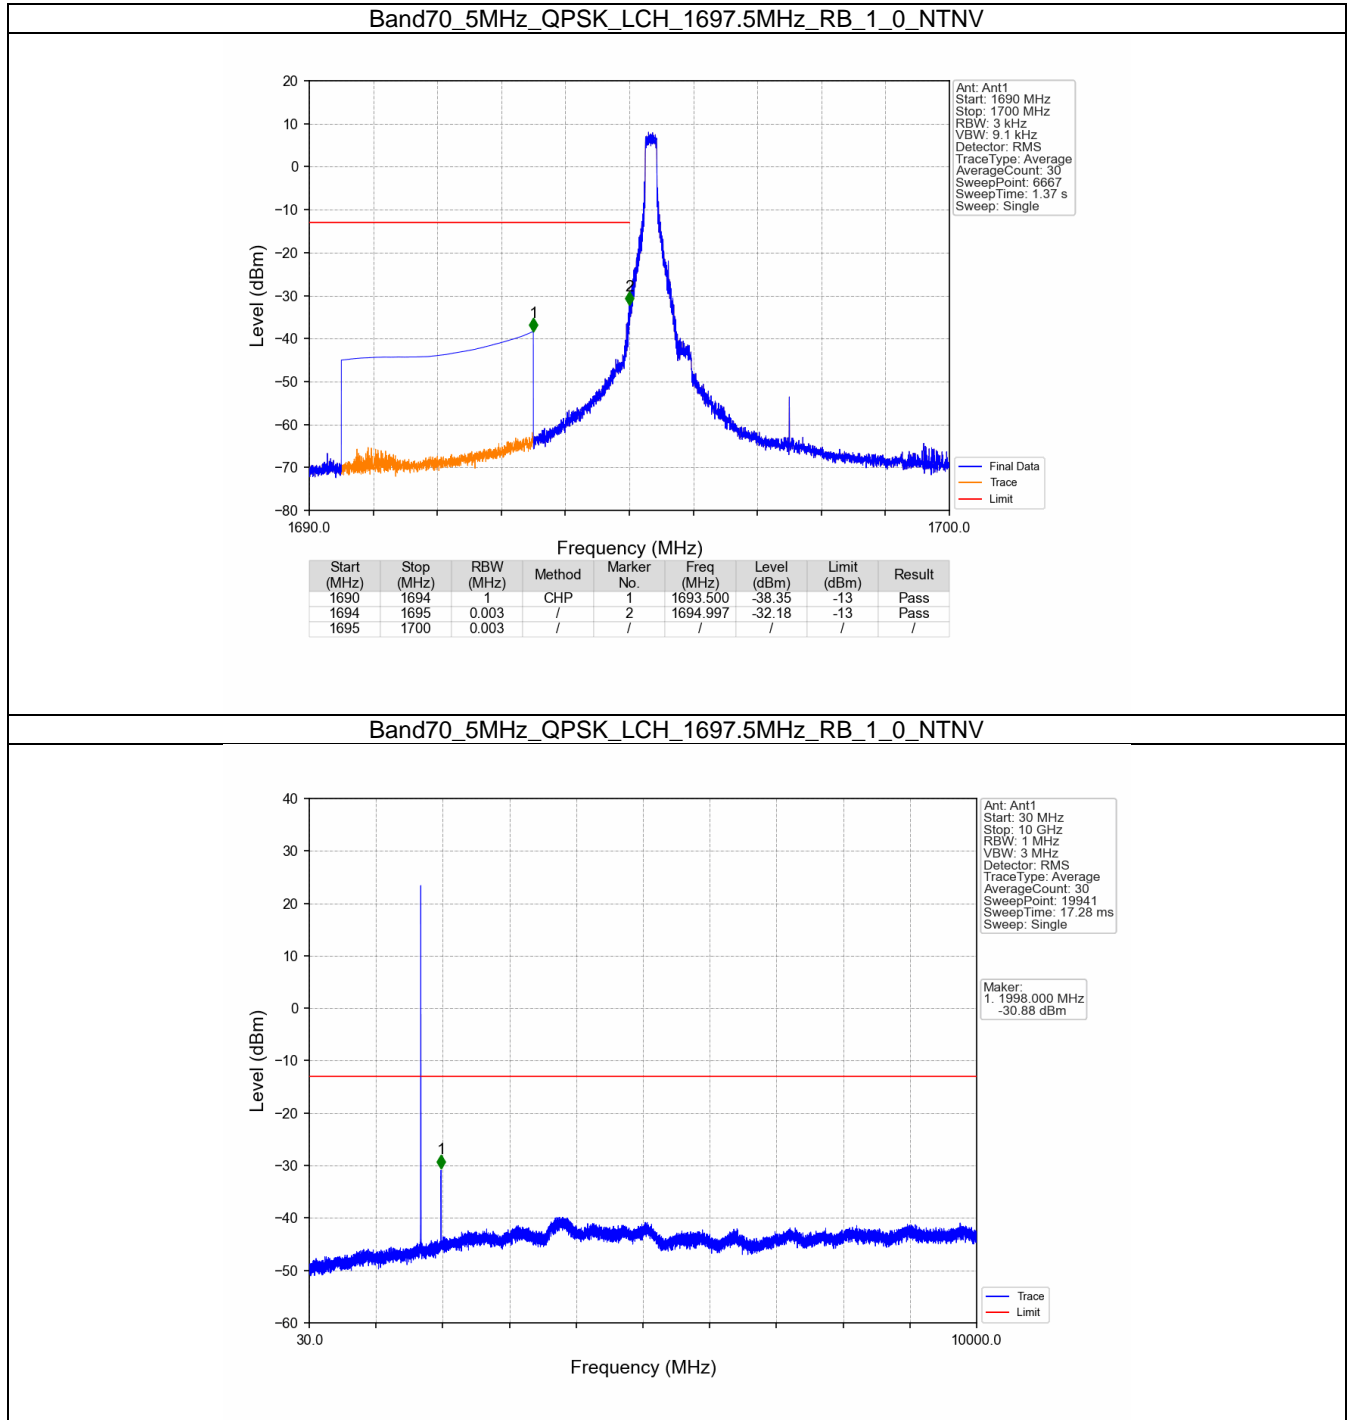 Band70_5MHz_QPSK_LCH_1697.5MHz_RB_1_0_NTNV
20
10
0
−10
−20
−30
−40
−50
−60
−70
−80
Level (dBm)
1
2
1690.0
1700.0
Frequency (MHz)
Ant: Ant1
Start: 1690 MHz
Stop: 1700 MHz
RBW: 3 kHz
VBW: 9.1 kHz
Detector: RMS
TraceType: Average
AverageCount: 30
SweepPoint: 6667
SweepTime: 1.37 s
Sweep: Single
Final Data
Trace
Limit
Start (MHz) Stop (MHz) RBW (MHz) Method Marker No. Freq (MHz) Level (dBm) Limit (dBm) Result
1690 1694 1 CHP 1 1693.500 -38.35 -13 Pass
1694 1695 0.003 / 2 1694.997 -32.18 -13 Pass
1695 1700 0.003 / / / / / /
Band70_5MHz_QPSK_LCH_1697.5MHz_RB_1_0_NTNV
40
30
20
10
0
−10
−20
−30
−40
−50
−60
Level (dBm)
1
30.0
10000.0
Frequency (MHz)
Ant: Ant1
Start: 30 MHz
Stop: 10 GHz
RBW: 1 MHz
VBW: 3 MHz
Detector: RMS
TraceType: Average
AverageCount: 30
SweepPoint: 19941
SweepTime: 17.28 ms
Sweep: Single
Maker:
1. 1998.000 MHz
-30.88 dBm
Trace
Limit